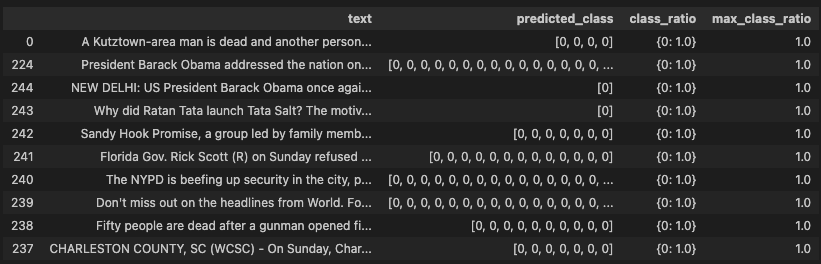 text predicted_class class_ratio max_class_ratio
0 A Kutztown-area man is dead and another person... [0, 0, 0, 0] {0: 1.0} 1.0
224 President Barack Obama addressed the nation on... [0, 0, 0, 0, 0, 0, 0, 0, 0, 0, 0, 0, 0, 0, 0, ... {0: 1.0} 1.0
244 NEW DELHI: US President Barack Obama once agai... [0] {0: 1.0} 1.0
243 Why did Ratan Tata launch Tata Salt? The motiv... [0] {0: 1.0} 1.0
242 Sandy Hook Promise, a group led by family memb... [0, 0, 0, 0, 0, 0, 0] {0: 1.0} 1.0
241 Florida Gov. Rick Scott (R) on Sunday refused ... [0, 0, 0, 0, 0, 0, 0, 0, 0, 0, 0, 0, 0] {0: 1.0} 1.0
240 The NYPD is beefing up security in the city, p... [0, 0, 0, 0, 0, 0, 0, 0, 0, 0, 0, 0, 0, 0, 0, ... {0: 1.0} 1.0
239 Don't miss out on the headlines from World. Fo... [0, 0, 0, 0, 0, 0, 0, 0, 0, 0, 0, 0, 0, 0, 0, ... {0: 1.0} 1.0
238 Fifty people are dead after a gunman opened fi... [0, 0, 0, 0, 0, 0, 0, 0, 0, 0] {0: 1.0} 1.0
237 CHARLESTON COUNTY, SC (WCSC) - On Sunday, Char... [0, 0, 0, 0, 0, 0, 0] {0: 1.0} 1.0